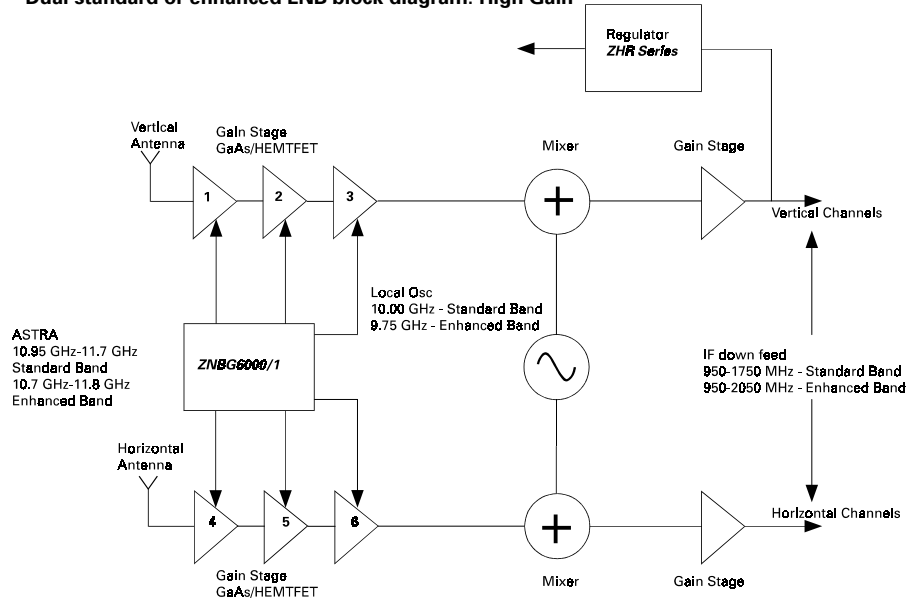 Dual standard or enhanced LNB block diagram. High Gain
Regulator
ZHR Series
Vertical
Antenna
Gain Stage
GaAs/HEMTFET
Mixer
Gain Stage
1
2
3
+
Vertical Channels
Local Osc
10.00 GHz - Standard Band
9.75 GHz - Enhanced Band
ASTRA
10.95 GHz-11.7 GHz
Standard Band
10.7 GHz-11.8 GHz
Enhanced Band
ZNBG6000/1
IF down feed
950-1750 MHz - Standard Band
950-2050 MHz - Enhanced Band
Horizontal
Antenna
4
5
6
+
Horizontal Channels
Gain Stage
GaAs/HEMTFET
Mixer
Gain Stage